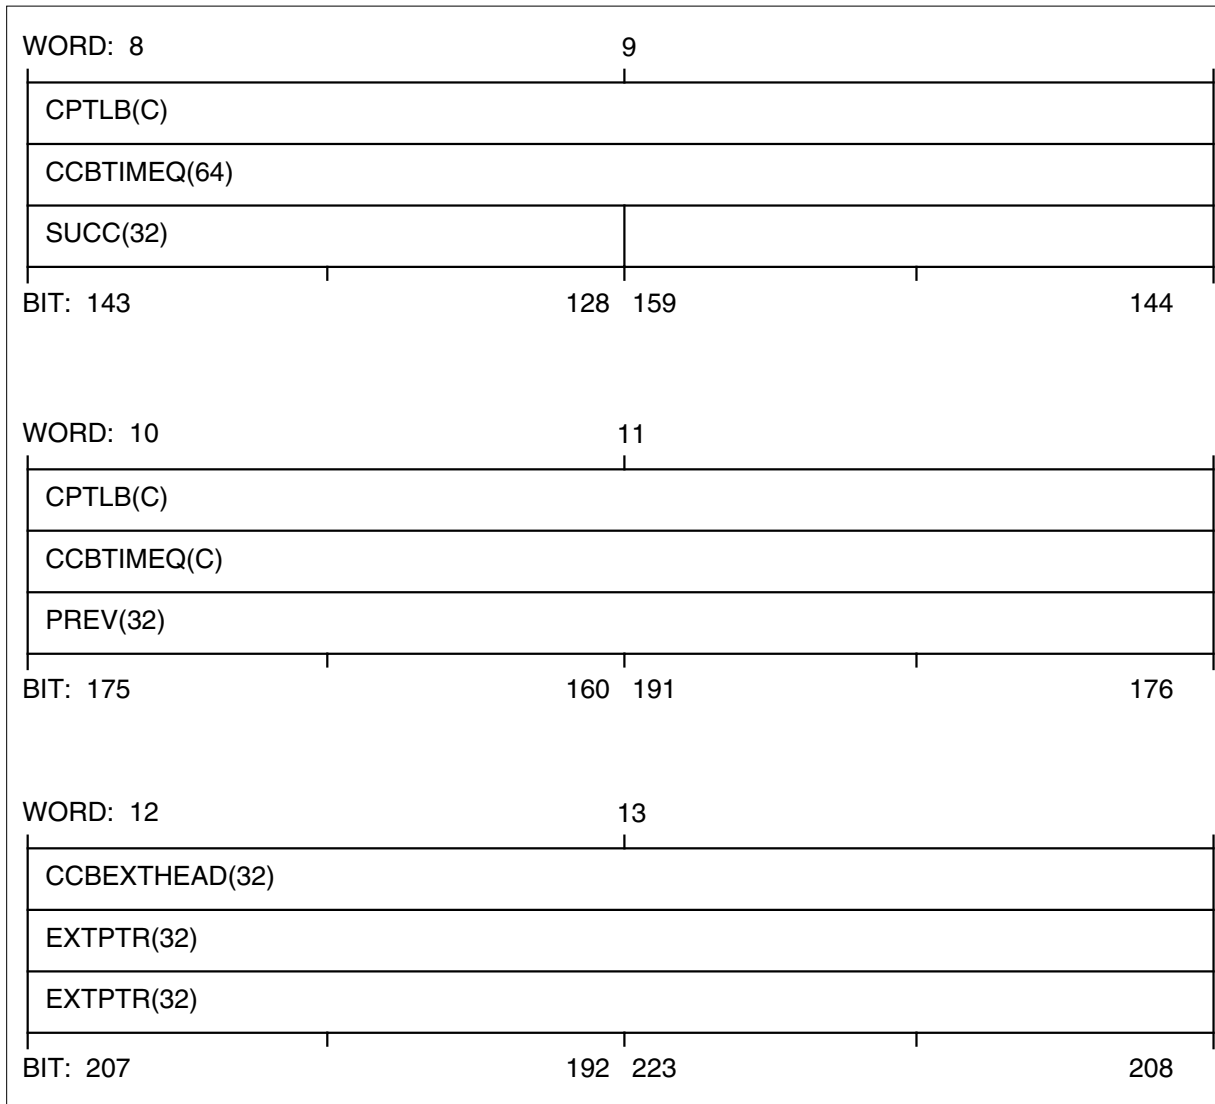 WORD: 8 9
CPTLB(C)
CCBTIMEQ(64)
SUCC(32)
BIT: 143 128 159 144
WORD: 10 11
CPTLB(C)
CCBTIMEQ(C)
PREV(32)
BIT: 175 160 191 176
WORD: 12 13
CCBEXTHEAD(32)
EXTPTR(32)
EXTPTR(32)
BIT: 207 192 223 208